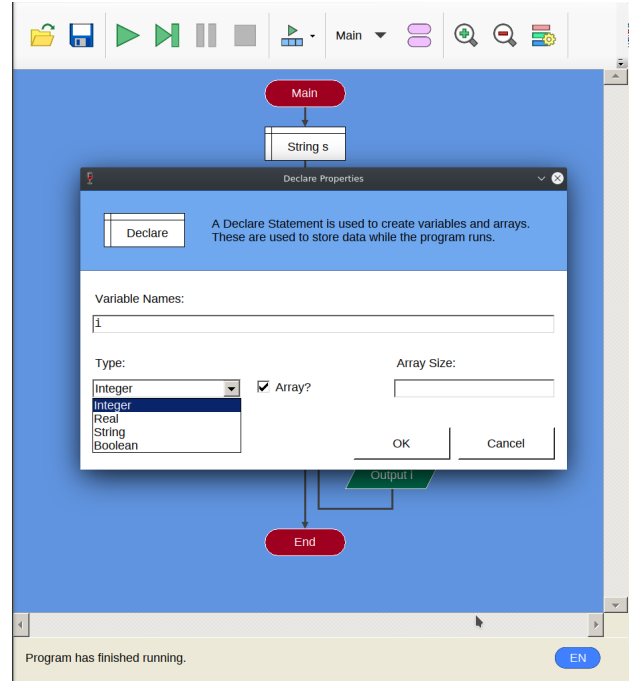 Main
Main
String s
Declare Properties
Declare
A Declare Statement is used to create variables and arrays.
These are used to store data while the program runs.
Variable Names:
i
Type:
Array Size:
Integer
Array?
Integer
Real
String
Boolean
OK
Cancel
Output i
End
Program has finished running.
EN